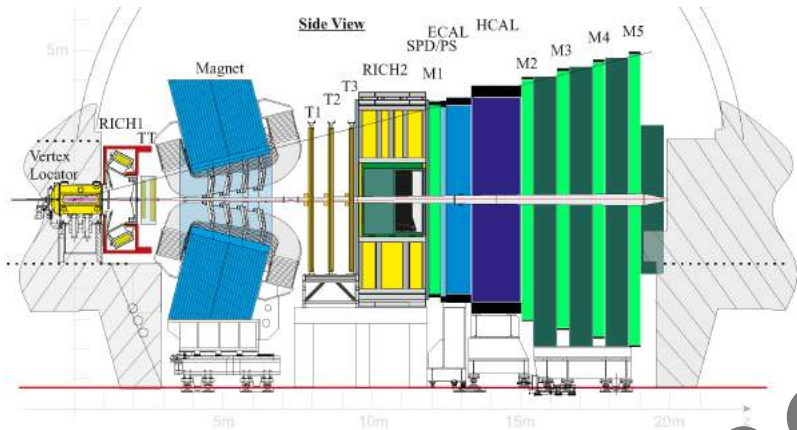 Side View
ECAL HCAL
SPD/PS
M1
M2
M3
M4
M5
5m
Magnet
RICH2
T1
T2
T3
RICH1
TT
Vertex
Locator
5m
10m
15m
20m
z